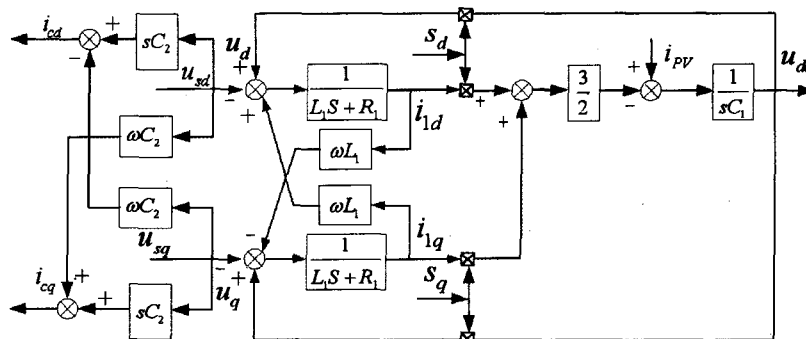 i_cd
+
-
sC_2
u_sd
ωC_2
ωC_2
u_sq
i_cq
+
+
sC_2
u_d
+
-
+
1
L_1S+R_1
i_1d
ωL_1
ωL_1
i_1q
-
-
+
1
L_1S+R_1
u_q
s_d
s_q
+
+
3
2
i_PV
+
-
1
sC_1
u_d